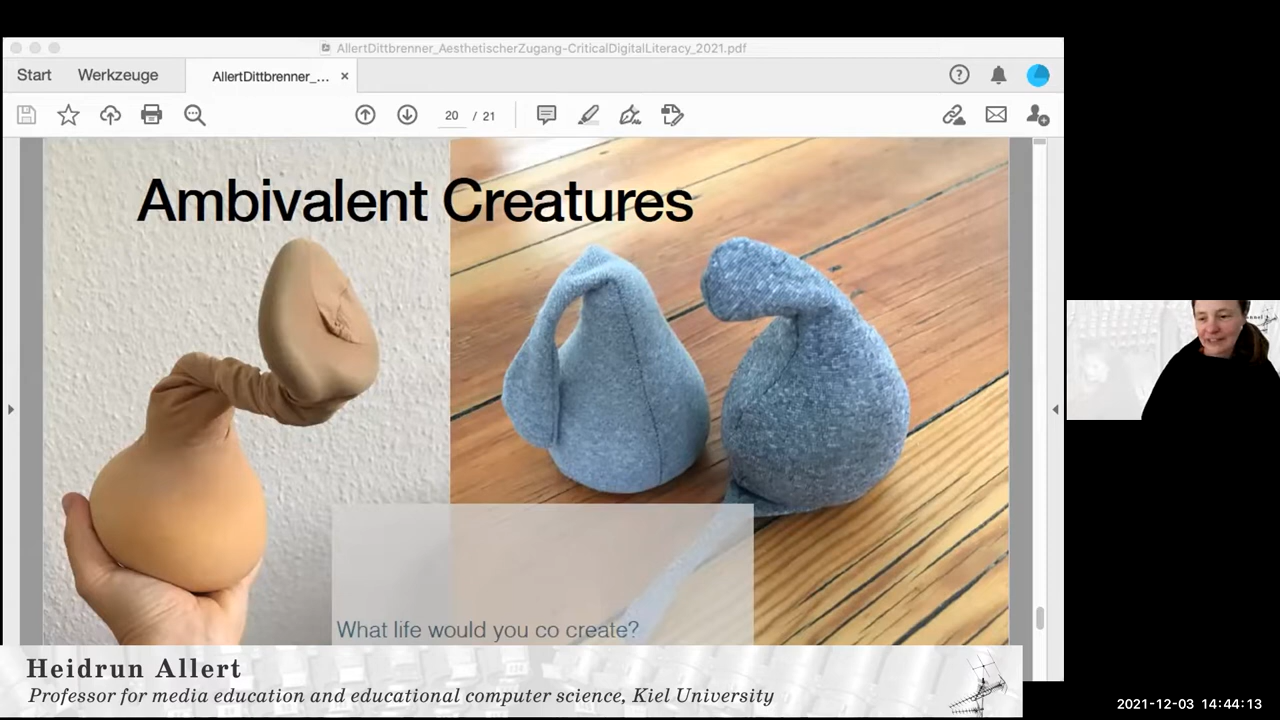 AllertDittbrenner_AesthetischerZugang-CriticalDigitalLiteracy_2021.pdf
Start
Werkzeuge
AllertDittbrenner_...
20 / 21
Ambivalent Creatures
What life would you co create?
Heidrun Allert
Professor for media education and educational computer science, Kiel University
2021-12-03 14:44:13